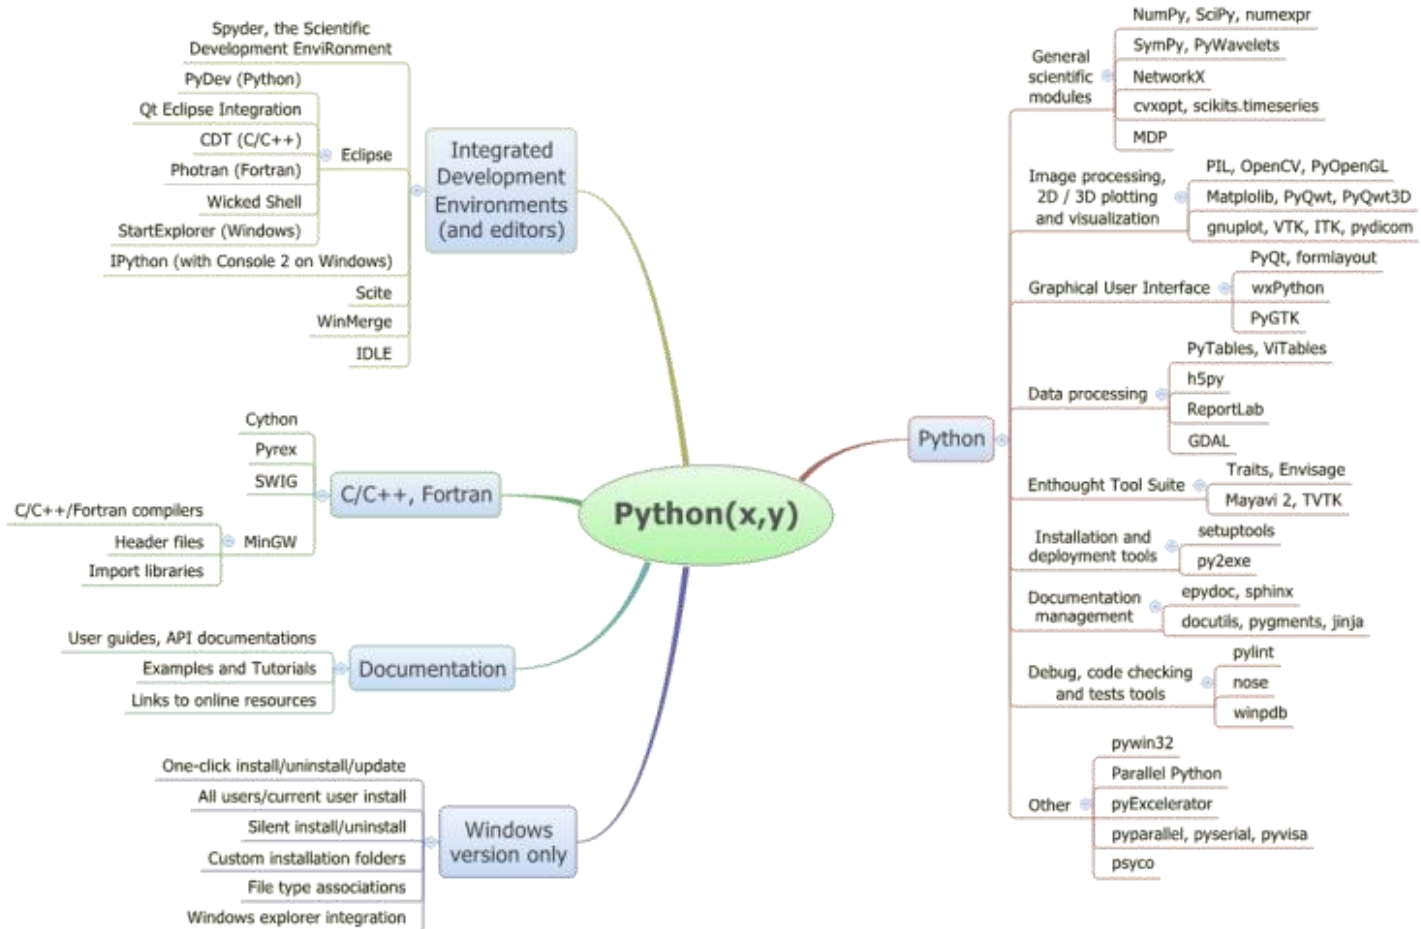 Spyder, the Scientific
Development EnviRonment
PyDev (Python)
Qt Eclipse Integration
CDT (C/C++)
Photran (Fortran)
Wicked Shell
StartExplorer (Windows)
Eclipse
IPython (with Console 2 on Windows)
Scite
WinMerge
IDLE
Integrated
Development
Environments
(and editors)
Cython
Pyrex
SWIG
C/C++/Fortran compilers
Header files
Import libraries
MinGW
C/C++, Fortran
User guides, API documentations
Examples and Tutorials
Links to online resources
Documentation
One-click install/uninstall/update
All users/current user install
Silent install/uninstall
Custom installation folders
File type associations
Windows explorer integration
Windows
version only
Python(x,y)
Python
General
scientific
modules
NumPy, SciPy, numexpr
SymPy, PyWavelets
NetworkX
cvxopt, scikits.timeseries
MDP
Image processing,
2D / 3D plotting
and visualization
PIL, OpenCV, PyOpenGL
Matplolib, PyQwt, PyQwt3D
gnuplot, VTK, ITK, pydicom
Graphical User Interface
PyQt, formlayout
wxPython
PyGTK
Data processing
PyTables, ViTables
h5py
ReportLab
GDAL
Enthought Tool Suite
Traits, Envisage
Mayavi 2, TVTK
Installation and
deployment tools
setuptools
py2exe
Documentation
management
epydoc, sphinx
docutils, pygments, jinja
Debug, code checking
and tests tools
pylint
nose
winpdb
Other
pywin32
Parallel Python
pyExcelerator
pyparallel, pyserial, pyvisa
psyco